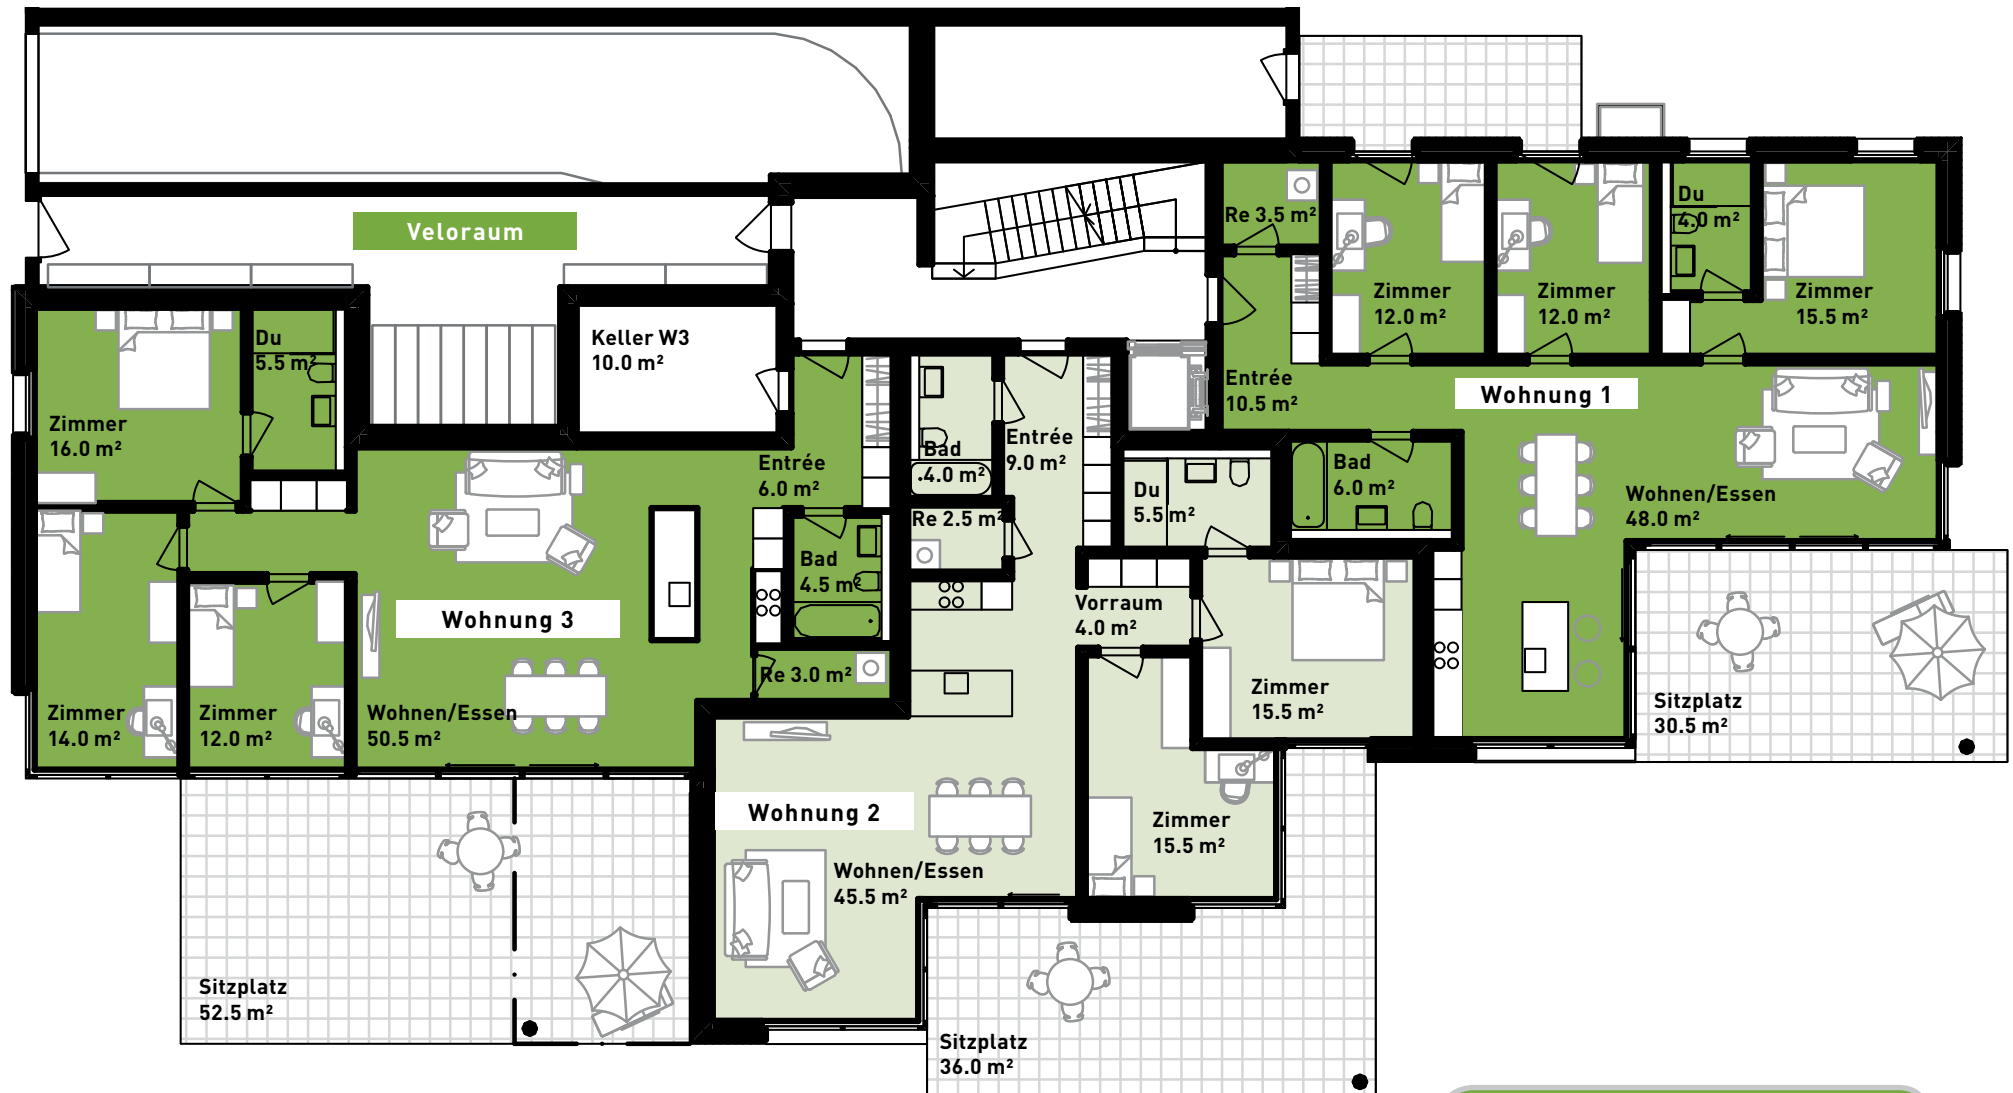 Veloraum
Keller W3
10.0 m²
Re 3.5 m²
Zimmer
12.0 m²
Zimmer
12.0 m²
Du
4.0 m²
Zimmer
15.5 m²
Entrée
10.5 m²
Wohnung 1
Bad
6.0 m²
Wohnen/Essen
48.0 m²
Sitzplatz
30.5 m²
Du
5.5 m²
Zimmer
16.0 m²
Entrée
6.0 m²
Bad
4.5 m²
Re 3.0 m²
Wohnung 3
Zimmer
14.0 m²
Zimmer
12.0 m²
Wohnen/Essen
50.5 m²
Sitzplatz
52.5 m²
Bad
4.0 m²
Entrée
9.0 m²
Re 2.5 m²
Du
5.5 m²
Vorraum
4.0 m²
Zimmer
15.5 m²
Zimmer
15.5 m²
Wohnung 2
Wohnen/Essen
45.5 m²
Sitzplatz
36.0 m²